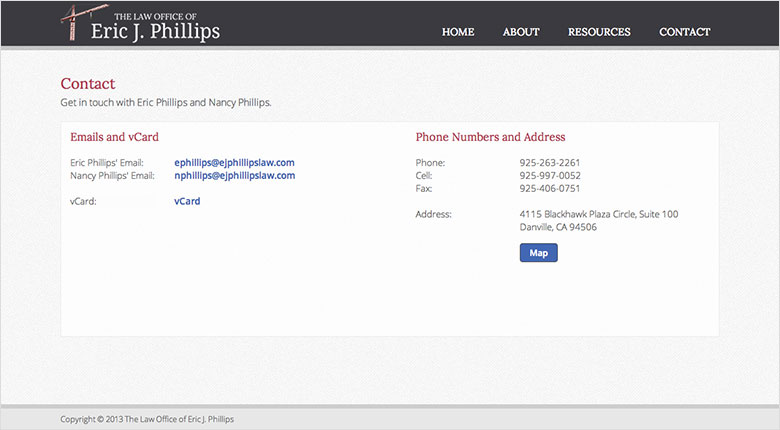 THE LAW OFFICE OF
Eric J. Phillips
HOME ABOUT RESOURCES CONTACT
Contact
Get in touch with Eric Phillips and Nancy Phillips.
Emails and vCard
Eric Phillips' Email: ephillips@ejphillipslaw.com
Nancy Phillips' Email: nphillips@ejphillipslaw.com
vCard: vCard
Phone Numbers and Address
Phone: 925-263-2261
Cell: 925-997-0052
Fax: 925-406-0751
Address: 4115 Blackhawk Plaza Circle, Suite 100
Danville, CA 94506
Map
Copyright © 2013 The Law Office of Eric J. Phillips